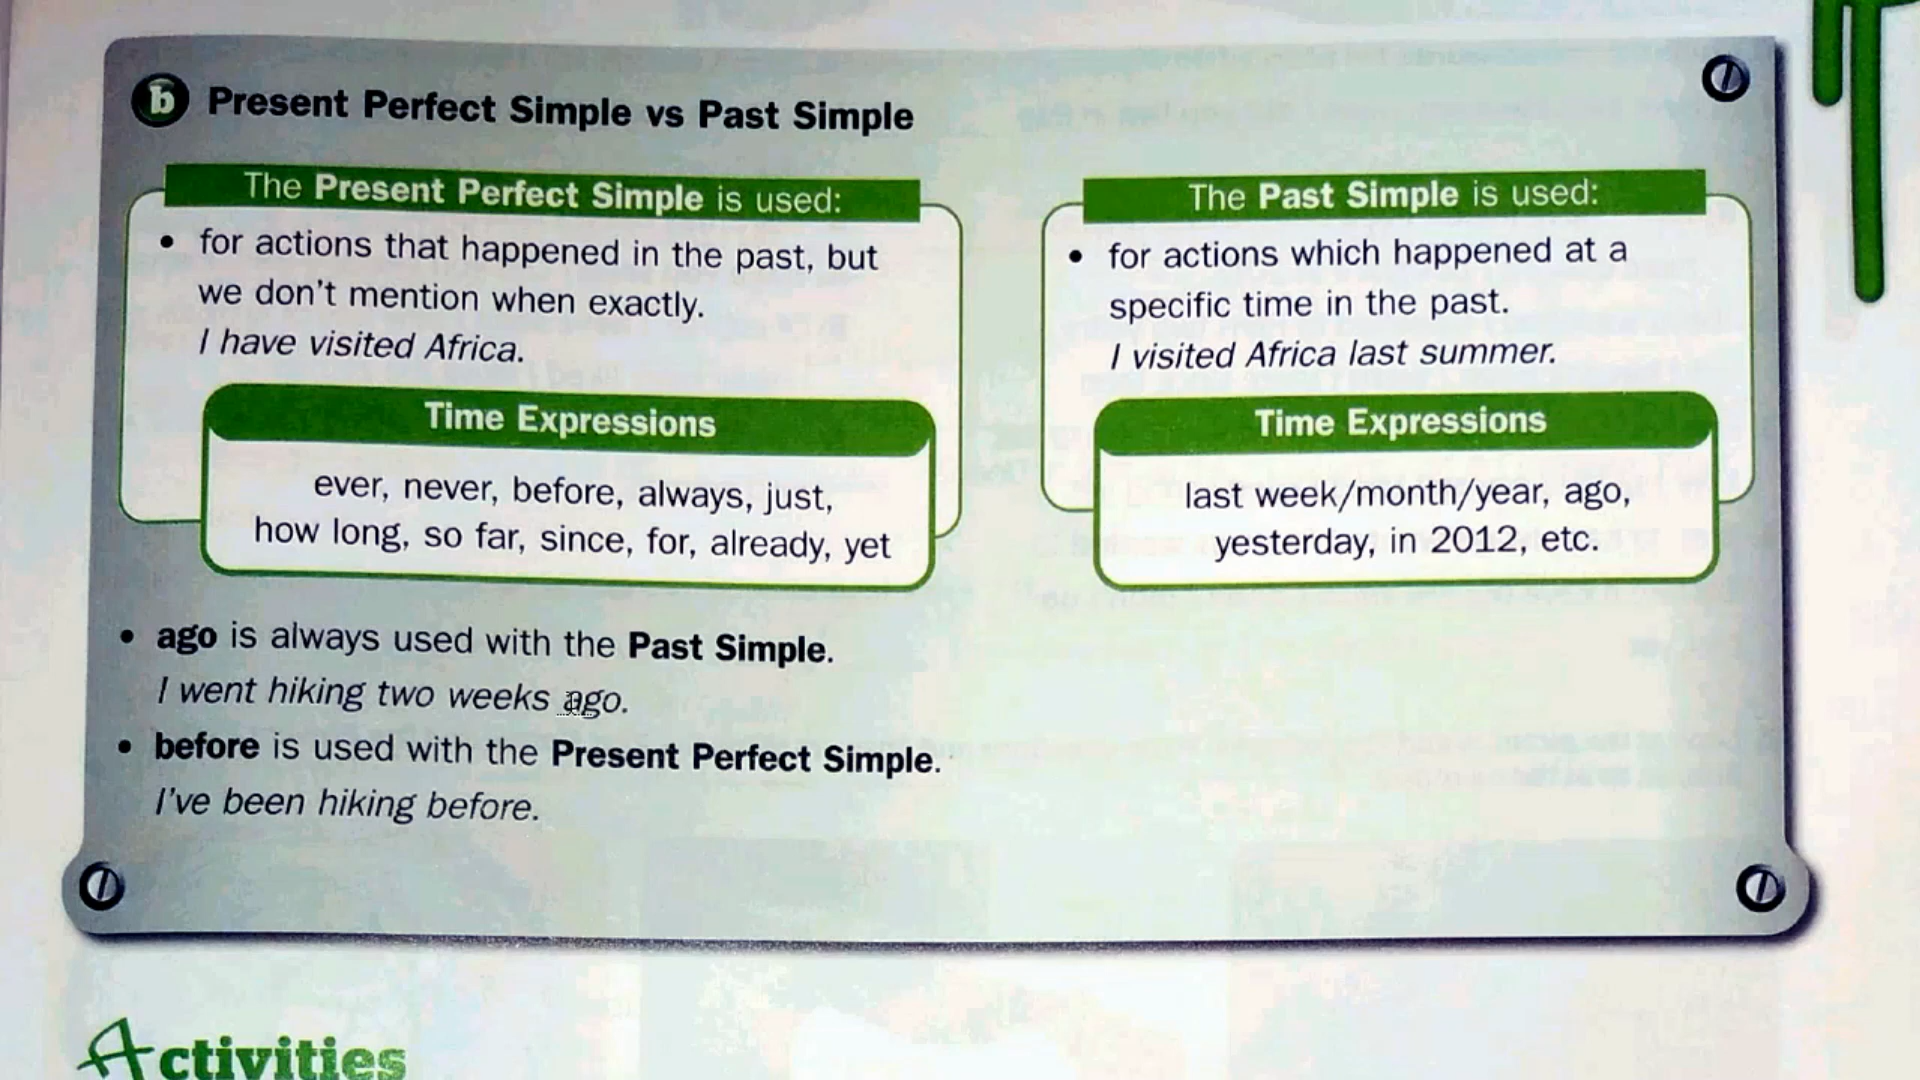 b Present Perfect Simple vs Past Simple
The Present Perfect Simple is used:
• for actions that happened in the past, but
we don't mention when exactly.
I have visited Africa.
Time Expressions
ever, never, before, always, just,
how long, so far, since, for, already, yet
The Past Simple is used:
• for actions which happened at a
specific time in the past.
I visited Africa last summer.
Time Expressions
last week/month/year, ago,
yesterday, in 2012, etc.
• ago is always used with the Past Simple.
I went hiking two weeks ago.
• before is used with the Present Perfect Simple.
I've been hiking before.
Activities